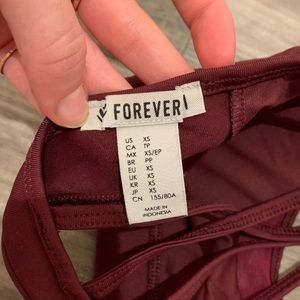 FOREVER
US XS
CA TP
MX XS/EP
BR PP
EU XS
UK XS
KR XS
JP XS
CN 155/80A
MADE IN
INDONESIA